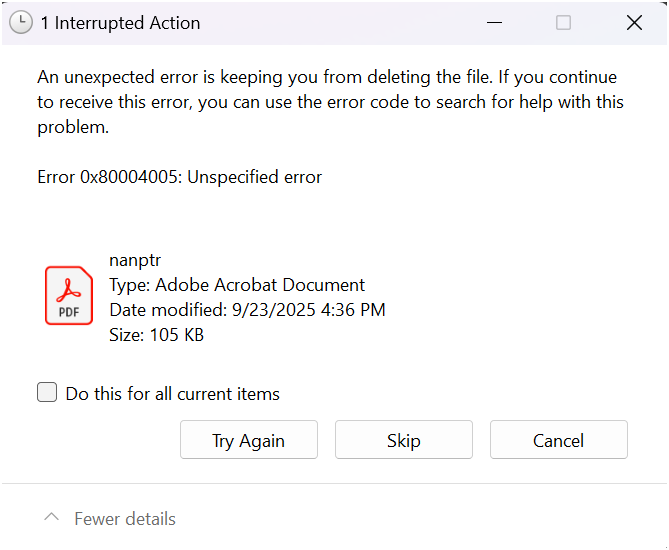 1 Interrupted Action
An unexpected error is keeping you from deleting the file. If you continue
to receive this error, you can use the error code to search for help with this
problem.
Error 0x80004005: Unspecified error
nanptr
Type: Adobe Acrobat Document
Date modified: 9/23/2025 4:36 PM
Size: 105 KB
PDF
Do this for all current items
Try Again
Skip
Cancel
Fewer details